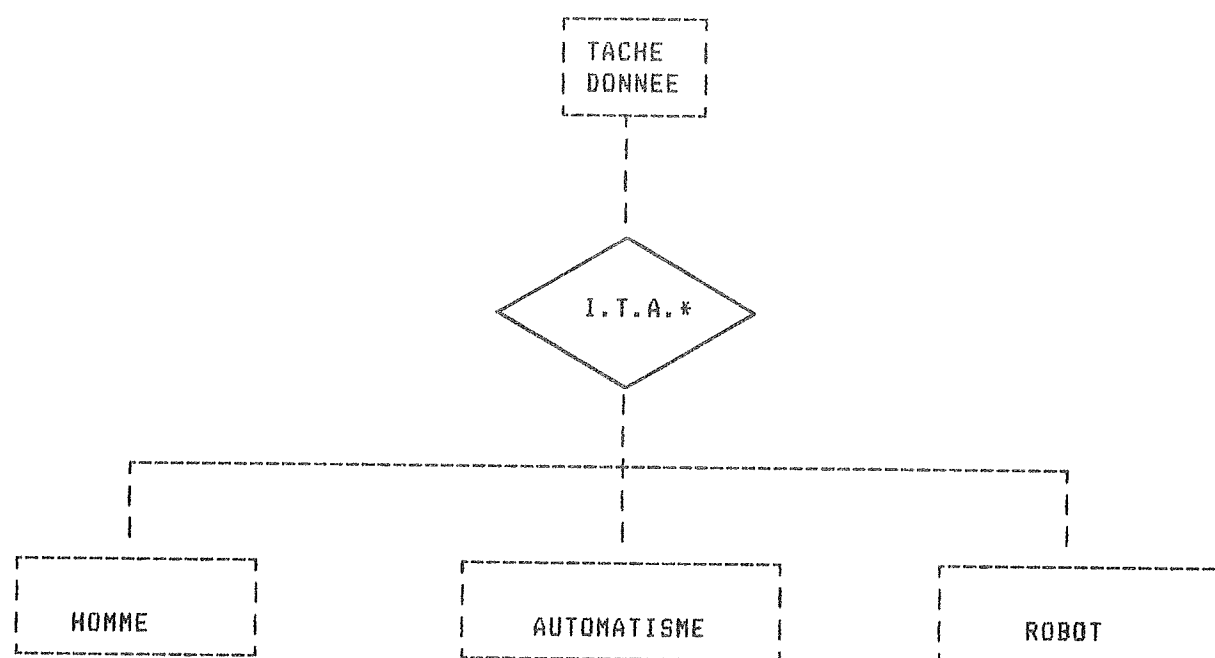 TACHE
DONNEE
I.T.A.*
HOMME
AUTOMATISME
ROBOT